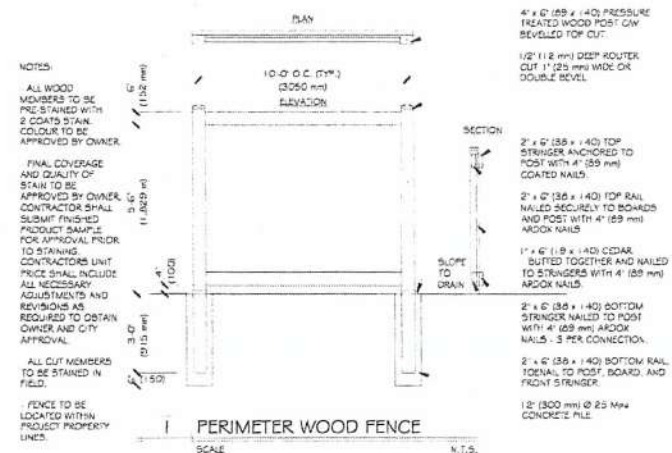 PLAN
NOTES:
- ALL WOOD
MEMBERS TO BE
PRE-STAINED WITH
2 COATS STAIN.
COLOUR TO BE
APPROVED BY OWNER.
- FINAL COVERAGE
AND QUALITY OF
STAIN TO BE
APPROVED BY OWNER.
CONTRACTOR SHALL
SUBMIT FINISHED
PRODUCT SAMPLE
FOR APPROVAL PRIOR
TO STAINING.
CONTRACTORS UNIT
PRICE SHALL INCLUDE
ALL NECESSARY
ADJUSTMENTS AND
REVISIONS AS
REQUIRED TO OBTAIN
OWNER AND CITY
APPROVAL.
- ALL CUT MEMBERS
TO BE STAINED IN
FIELD.
- FENCE TO BE
LOCATED WITHIN
PROJECT PROPERTY
LINES.
6"
(152 mm)
4"
(100)
3'-0"
(915 mm)
6"
(150)
10'-0" O.C. (TYP.)
(3050 mm)
ELEVATION
SECTION
SLOPE
TO
DRAIN
4" x 6" (89 x 140) PRESSURE
TREATED WOOD POST C/W
BEVELLED TOP CUT.
1/2" (12 mm) DEEP ROUTER
CUT 1" (25 mm) WIDE OR
DOUBLE BEVEL
2" x 6" (38 x 140) TOP
STRINGER ANCHORED TO
POST WITH 4" (89 mm)
COATED NAILS.
2" x 6" (38 x 140) TOP RAIL
NAILED SECURELY TO BOARDS
AND POST WITH 4" (89 mm)
ARDOX NAILS
1" x 6" (19 x 140) CEDAR
BUTTED TOGETHER AND NAILED
TO STRINGERS WITH 4" (89 mm)
ARDOX NAILS.
2" x 6" (38 x 140) BOTTOM
STRINGER NAILED TO POST
WITH 4" (89 mm) ARDOX
NAILS - 3 PER CONNECTION.
2" x 6" (38 x 140) BOTTOM RAIL,
TOENAIL TO POST, BOARD, AND
FRONT STRINGER.
12" (300 mm) Ø 25 Mpa
CONCRETE PILE
1 PERIMETER WOOD FENCE
SCALE N.T.S.